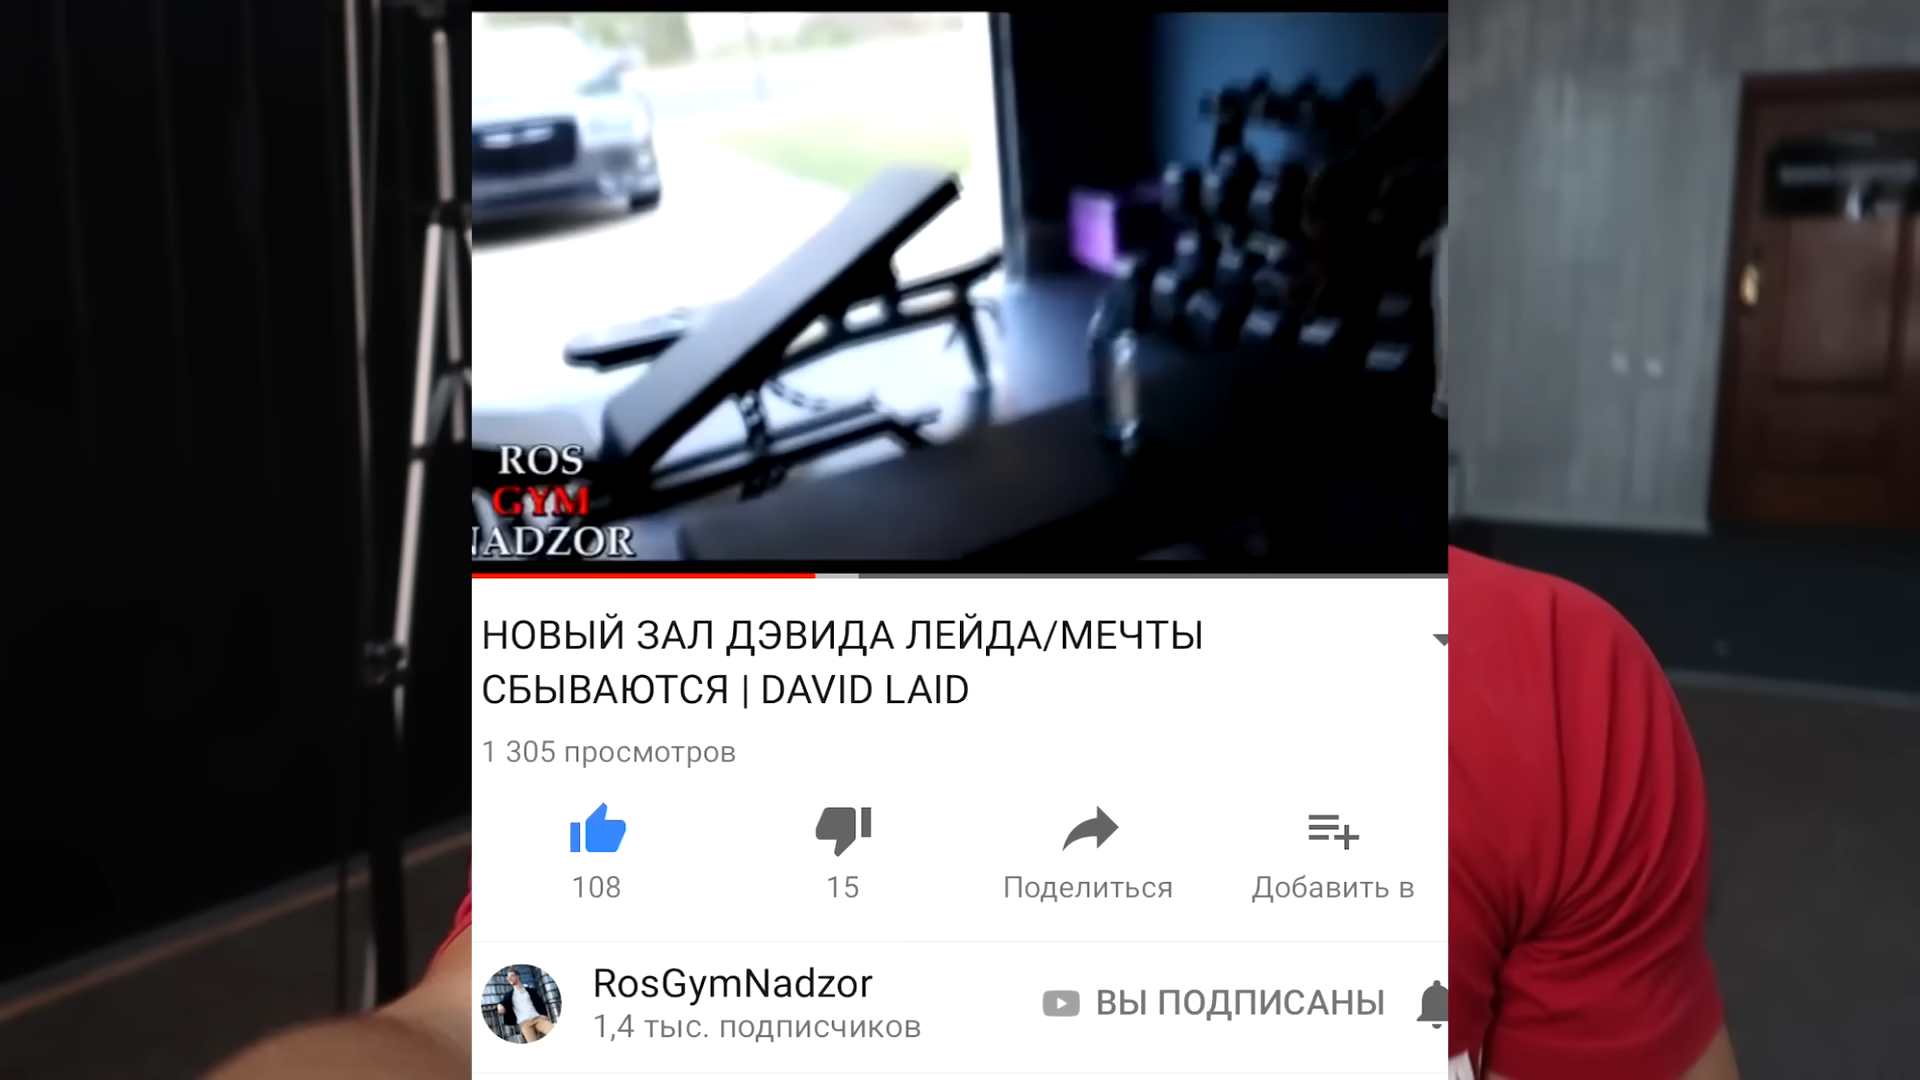 ROS
GYM
NADZOR
НОВЫЙ ЗАЛ ДЭВИДА ЛЕЙДА/МЕЧТЫ
СБЫВАЮТСЯ | DAVID LAID
1 305 просмотров
108
15
Поделиться
Добавить в
RosGymNadzor
1,4 тыс. подписчиков
ВЫ ПОДПИСАНЫ